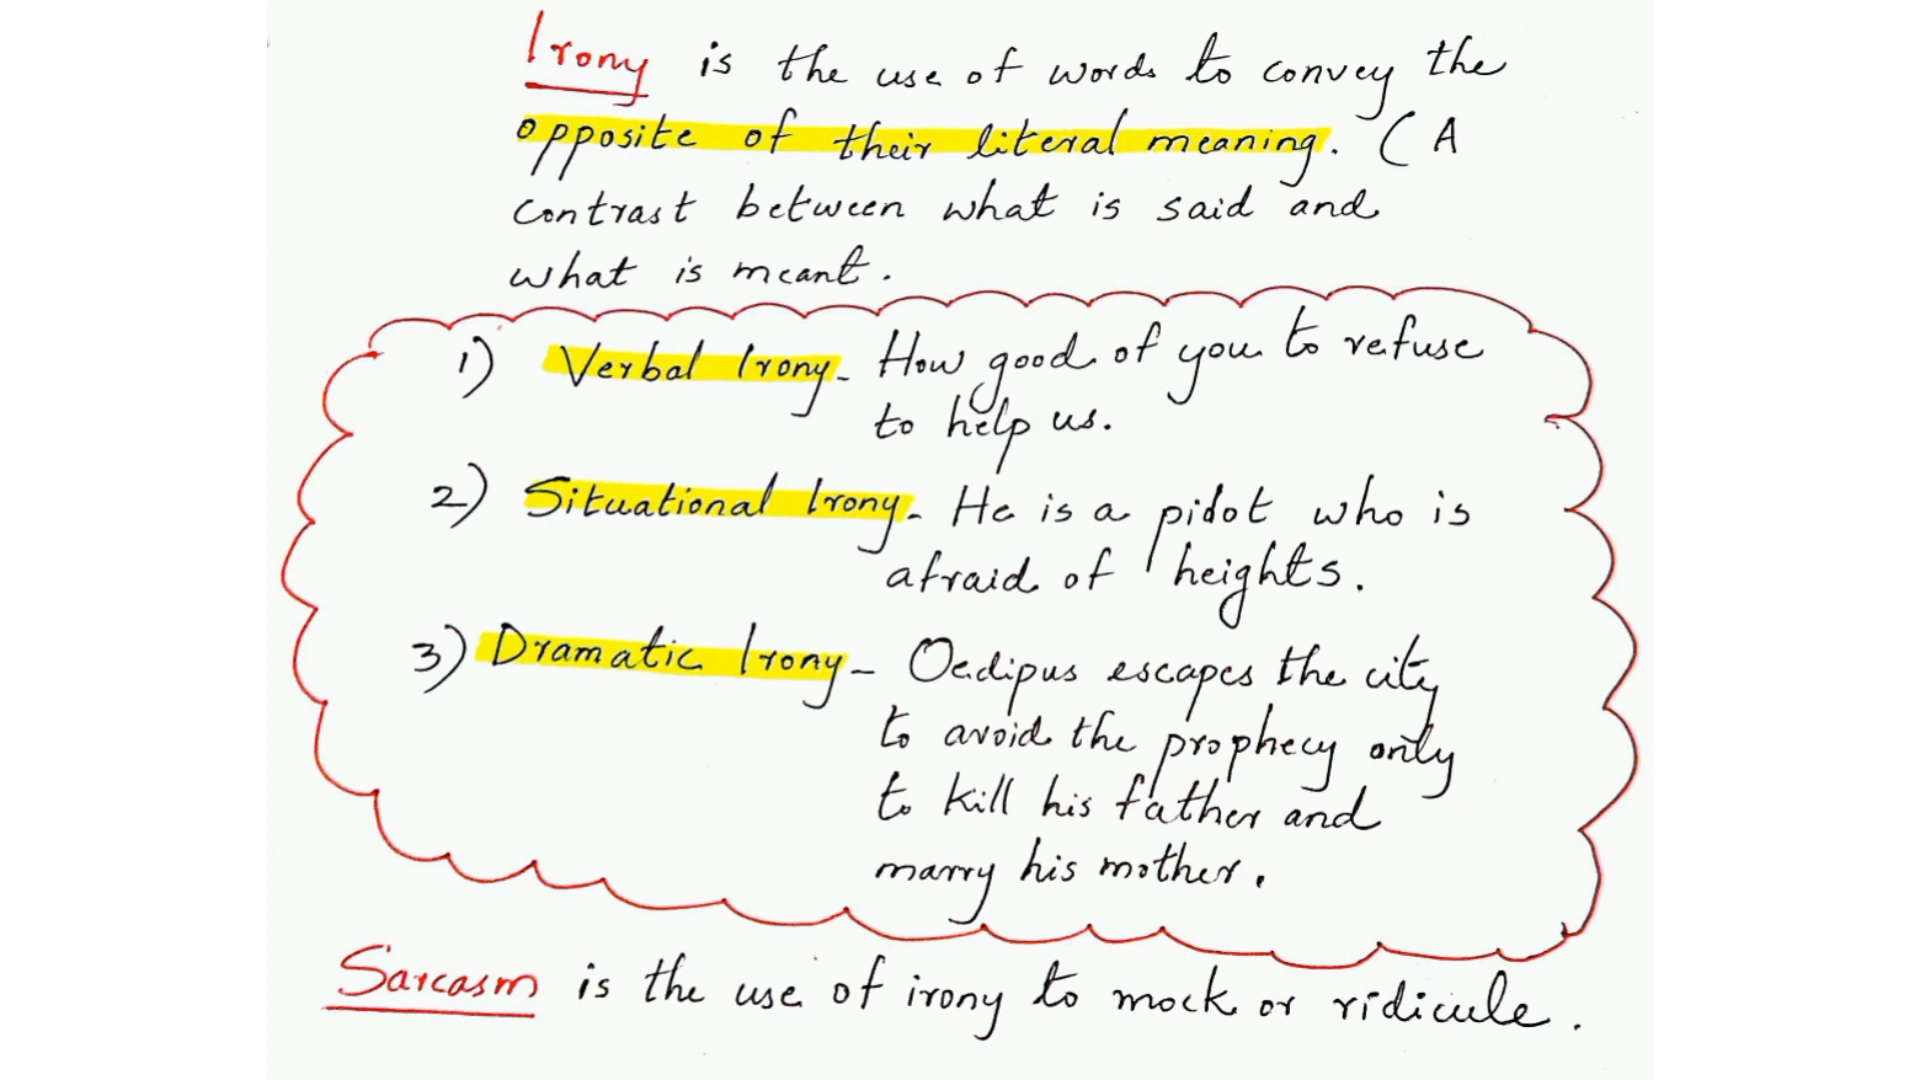 Irony is the use of words to convey the
opposite of their literal meaning. (A
contrast between what is said and
what is meant.
1) Verbal Irony - How good of you to refuse
to help us.
2) Situational Irony - He is a pilot who is
afraid of heights.
3) Dramatic Irony - Oedipus escapes the city
to avoid the prophecy only
to kill his father and
marry his mother.
Sarcasm is the use of irony to mock or ridicule.